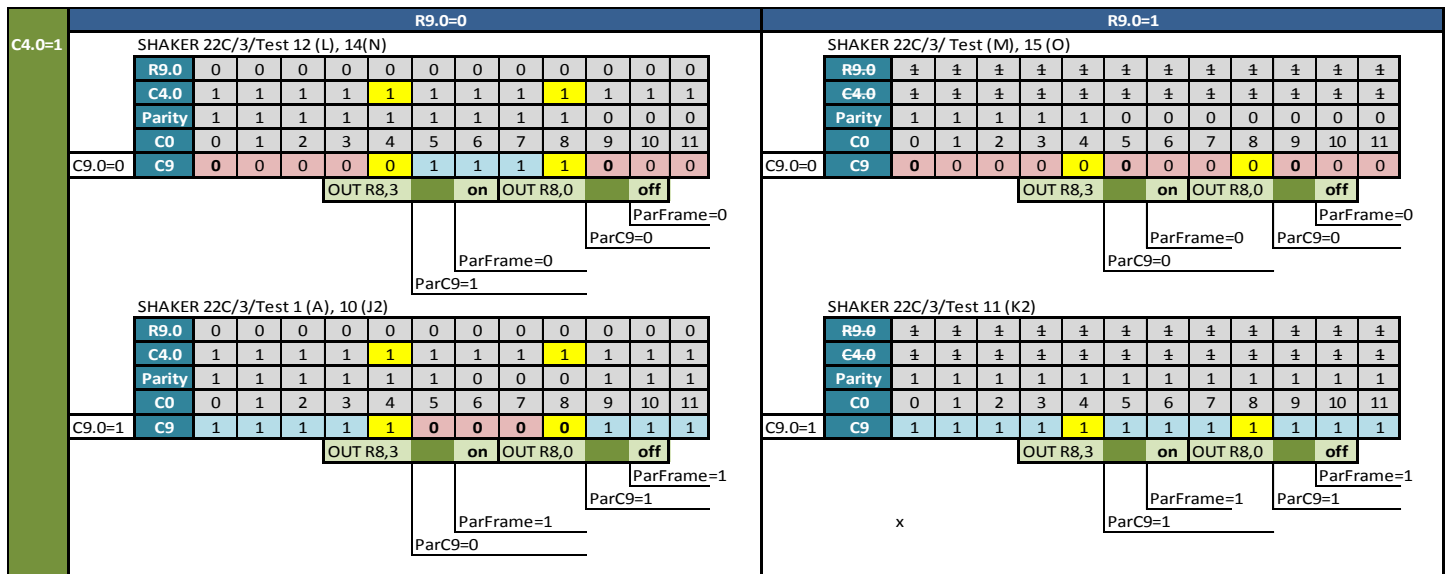 R9.0=0 R9.0=1
C4.0=1
SHAKER 22C/3/Test 12 (L), 14(N)
R9.0 0 0 0 0 0 0 0 0 0 0 0 0
C4.0 1 1 1 1 1 1 1 1 1 1 1 1
Parity 1 1 1 1 1 1 1 1 1 0 0 0
C0 0 1 2 3 4 5 6 7 8 9 10 11
C9.0=0 C9 0 0 0 0 0 1 1 1 1 0 0 0
OUT R8,3 on OUT R8,0 off
ParFrame=0
ParC9=0
ParFrame=0
ParC9=1
SHAKER 22C/3/ Test (M), 15 (O)
R9.0 1 1 1 1 1 1 1 1 1 1 1 1
C4.0 1 1 1 1 1 1 1 1 1 1 1 1
Parity 1 1 1 1 1 0 0 0 0 0 0 0
C0 0 1 2 3 4 5 6 7 8 9 10 11
C9.0=0 C9 0 0 0 0 0 0 0 0 0 0 0 0
OUT R8,3 on OUT R8,0 off
ParFrame=0
ParFrame=0 ParC9=0
ParC9=0
SHAKER 22C/3/Test 1 (A), 10 (J2)
R9.0 0 0 0 0 0 0 0 0 0 0 0 0
C4.0 1 1 1 1 1 1 1 1 1 1 1 1
Parity 1 1 1 1 1 1 0 0 0 1 1 1
C0 0 1 2 3 4 5 6 7 8 9 10 11
C9.0=1 C9 1 1 1 1 1 0 0 0 0 1 1 1
OUT R8,3 on OUT R8,0 off
ParFrame=1
ParC9=1
ParFrame=1
ParC9=0
SHAKER 22C/3/Test 11 (K2)
R9.0 1 1 1 1 1 1 1 1 1 1 1 1
C4.0 1 1 1 1 1 1 1 1 1 1 1 1
Parity 1 1 1 1 1 1 1 1 1 1 1 1
C0 0 1 2 3 4 5 6 7 8 9 10 11
C9.0=1 C9 1 1 1 1 1 1 1 1 1 1 1 1
OUT R8,3 on OUT R8,0 off
ParFrame=1
ParFrame=1 ParC9=1
x ParC9=1